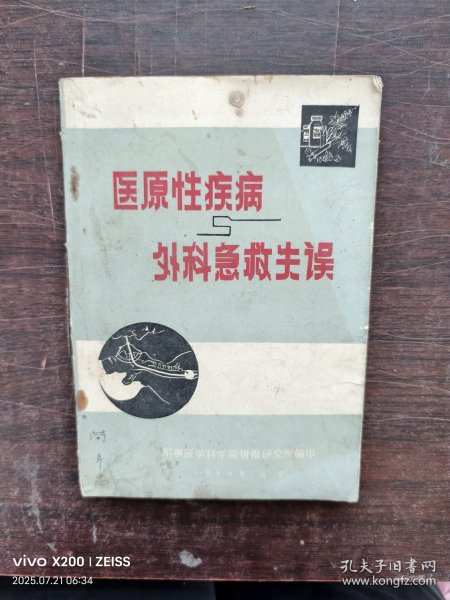 医原性疾病
与
外科急救失误
军事医学科学院情报研究所编印
vivo X200 | ZEISS
2025.07.21 06:34
孔夫子旧书网
www.kongfz.com